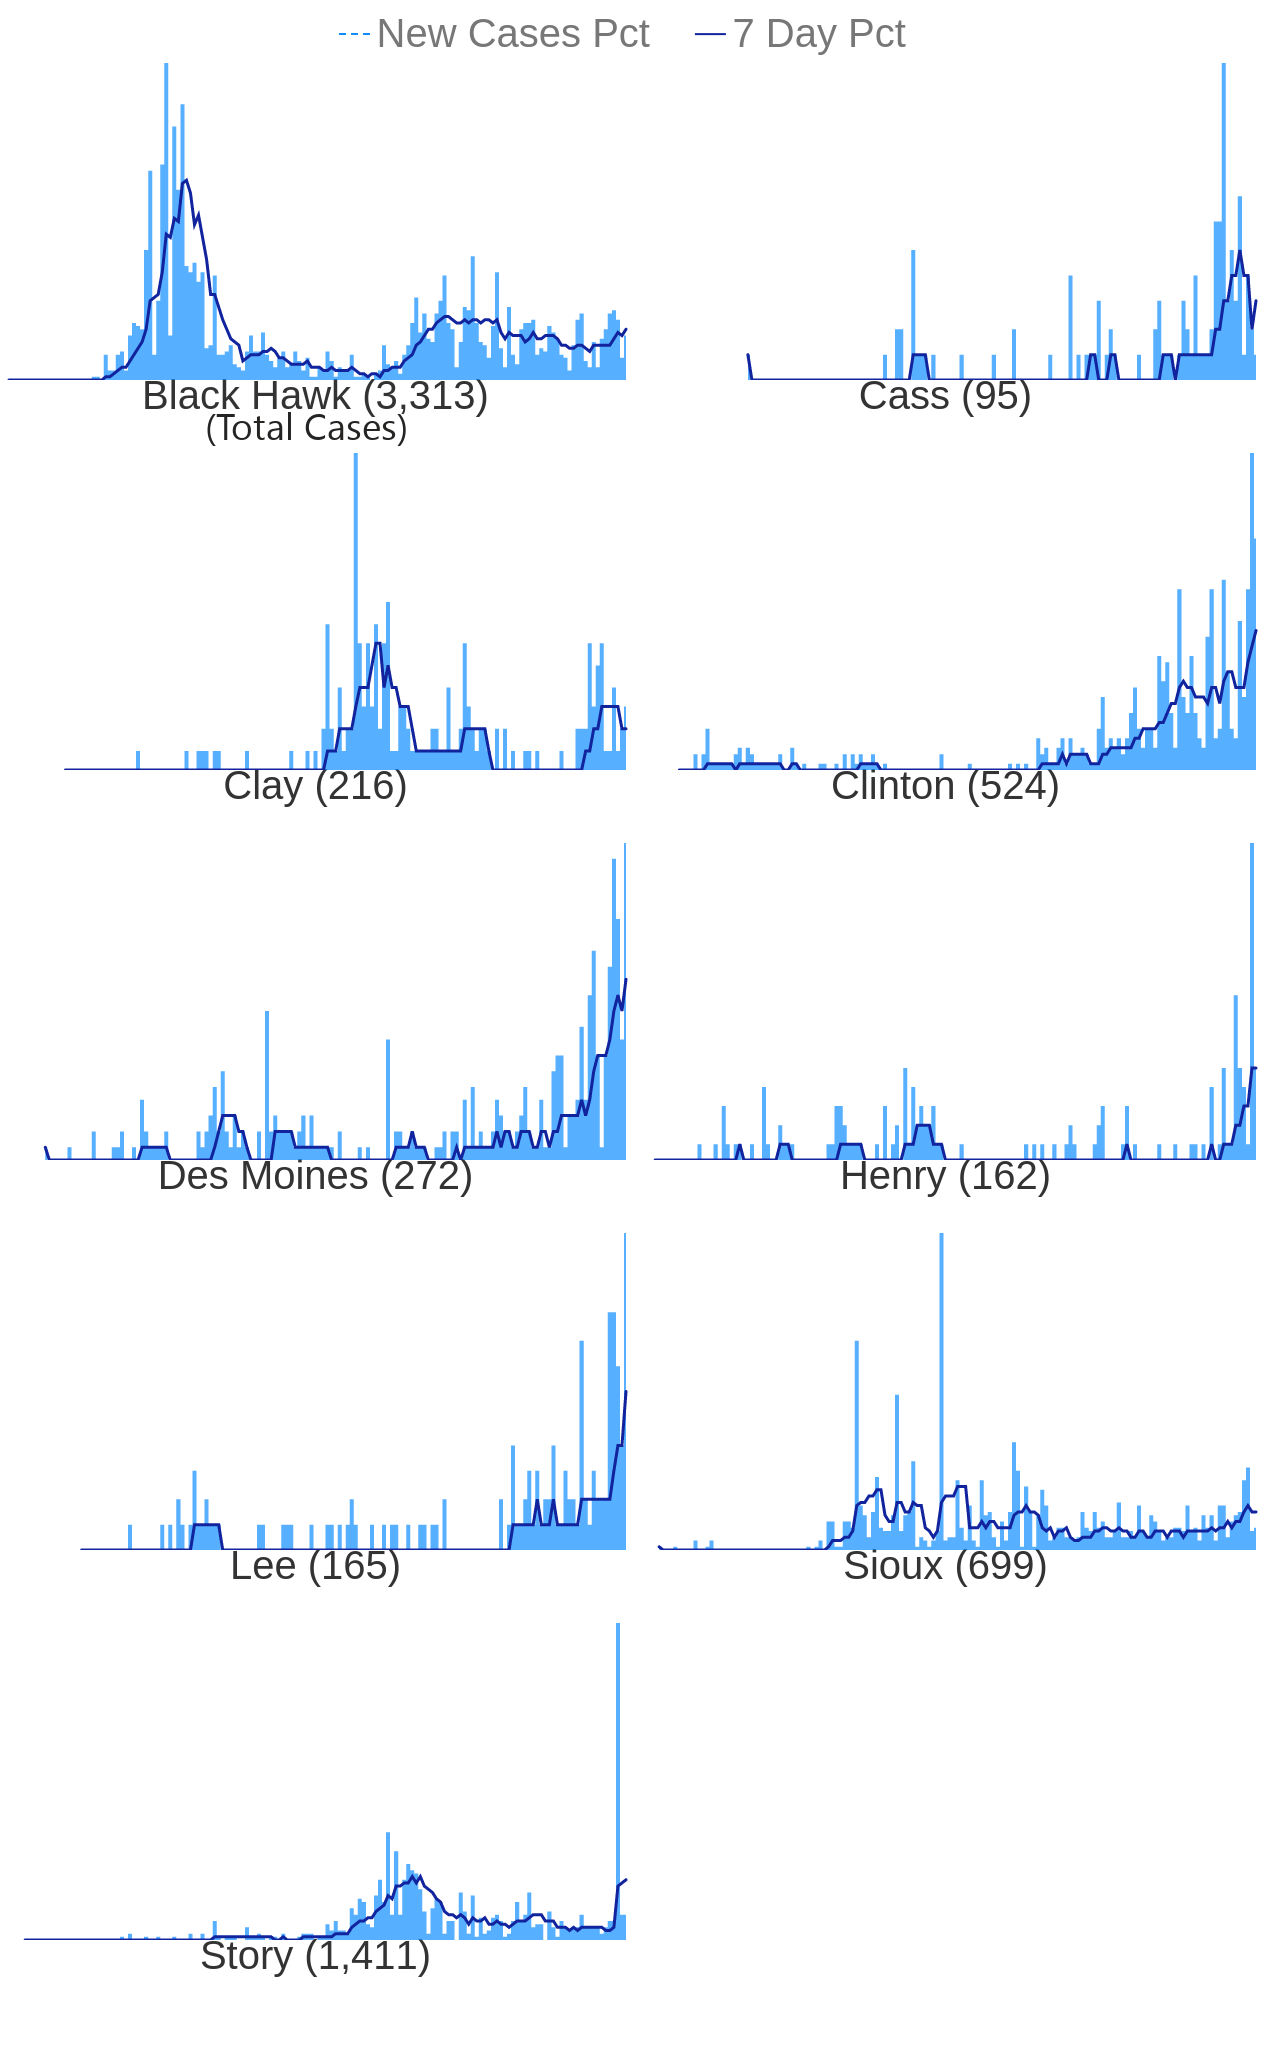 New Cases Pct 7 Day Pct
Black Hawk (3,313) Cass (95)
(Total Cases)
Clay (216) Clinton (524)
Des Moines (272) Henry (162)
Lee (165) Sioux (699)
Story (1,411)